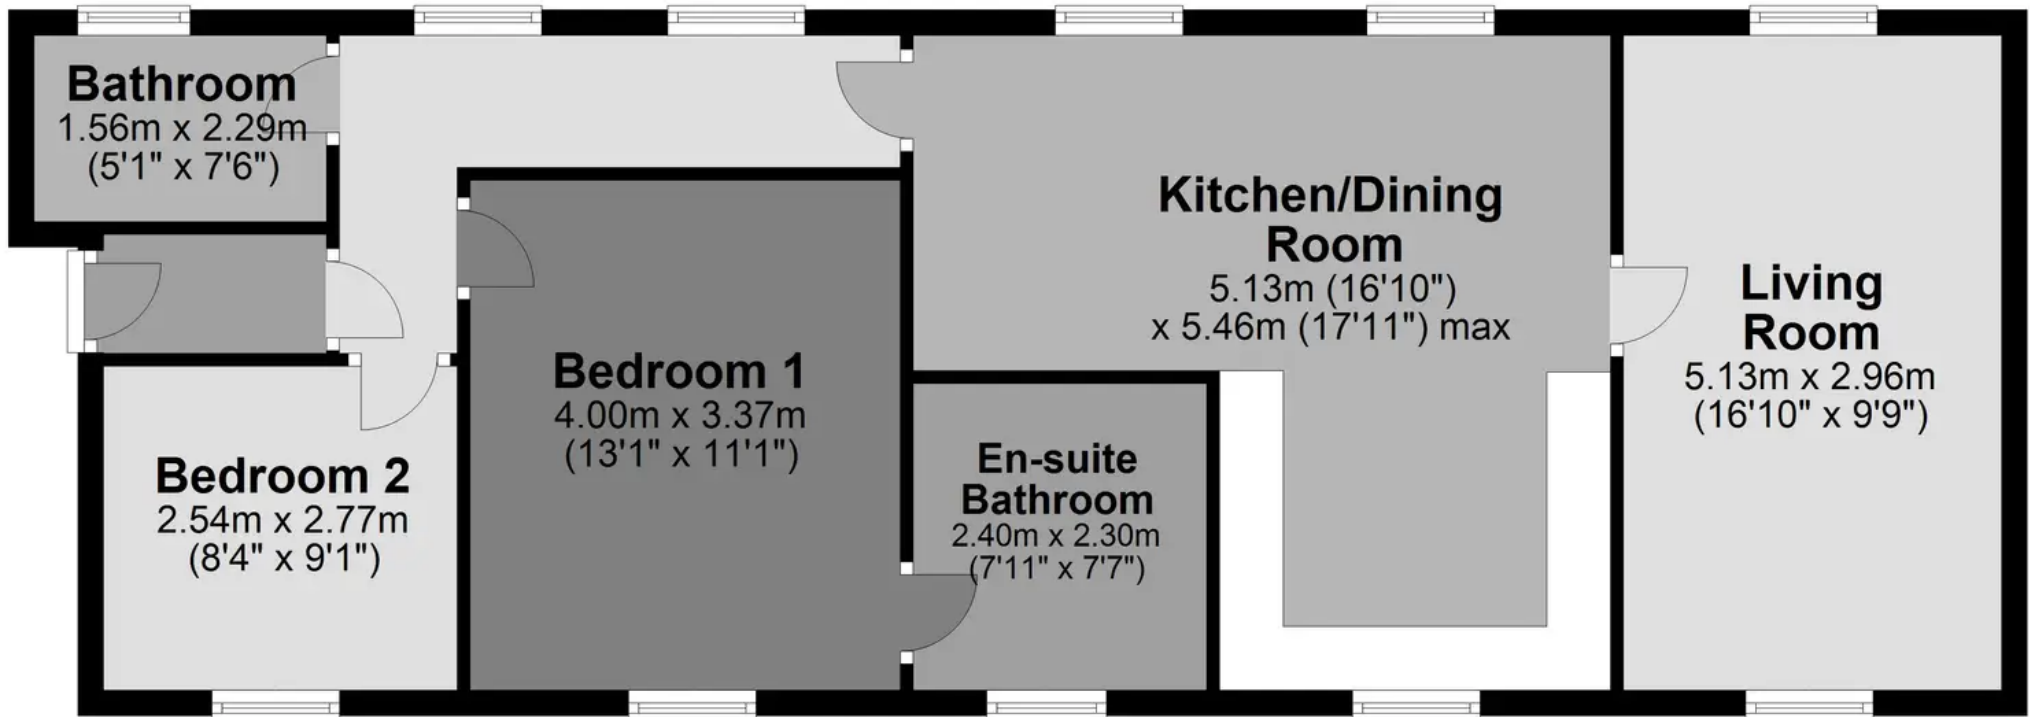 Bathroom
1.56m x 2.29m
(5'1" x 7'6")
Kitchen/Dining
Room
5.13m (16'10")
x 5.46m (17'11") max
Living
Room
5.13m x 2.96m
(16'10" x 9'9")
Bedroom 1
4.00m x 3.37m
(13'1" x 11'1")
Bedroom 2
2.54m x 2.77m
(8'4" x 9'1")
En-suite
Bathroom
2.40m x 2.30m
(7'11" x 7'7")